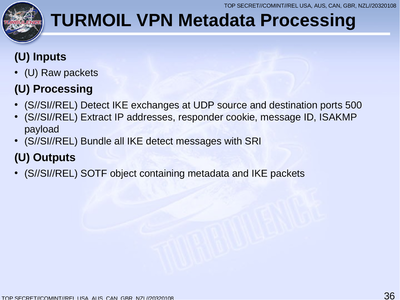 TOP SECRET//COMINT//REL USA, AUS, CAN, GBR, NZL//20320108
TURMOIL VPN Metadata Processing
(U) Inputs
• (U) Raw packets
(U) Processing
• (S//SI//REL) Detect IKE exchanges at UDP source and destination ports 500
• (S//SI//REL) Extract IP addresses, responder cookie, message ID, ISAKMP
payload
• (S//SI//REL) Bundle all IKE detect messages with SRI
(U) Outputs
• (S//SI//REL) SOTF object containing metadata and IKE packets
TURBULENCE
TOP SECRET//COMINT//REL USA, AUS, CAN, GBR, NZL//20320108
36